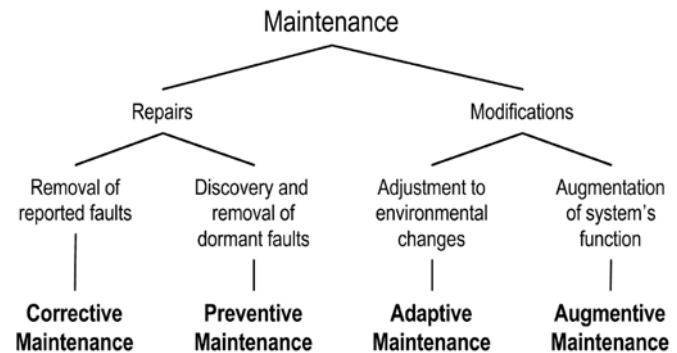 Maintenance
Repairs
Modifications
Removal of
reported faults
Discovery and
removal of
dormant faults
Adjustment to
environmental
changes
Augmentation
of system's
function
Corrective
Maintenance
Preventive
Maintenance
Adaptive
Maintenance
Augmentive
Maintenance